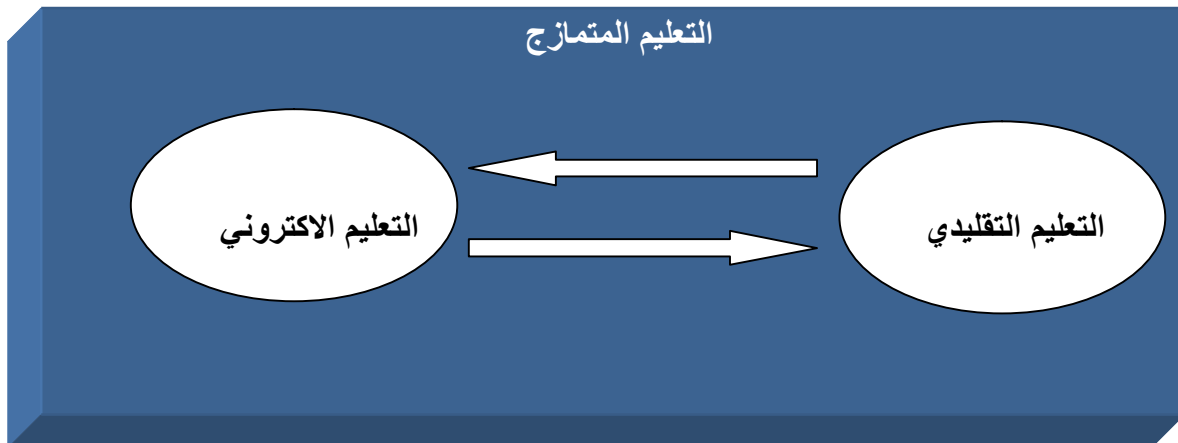 التعليم المتمازج
التعليم التقليدي
التعليم الاكتروني